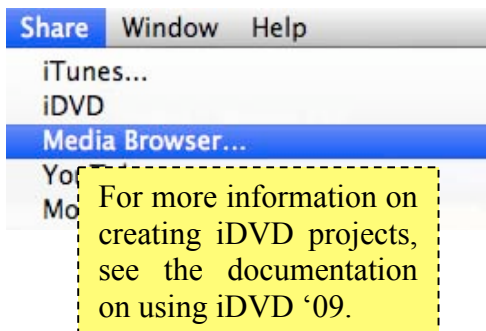 Share Window Help
iTunes...
iDVD
Media Browser...
For more information on
creating iDVD projects,
see the documentation
on using iDVD ‘09.